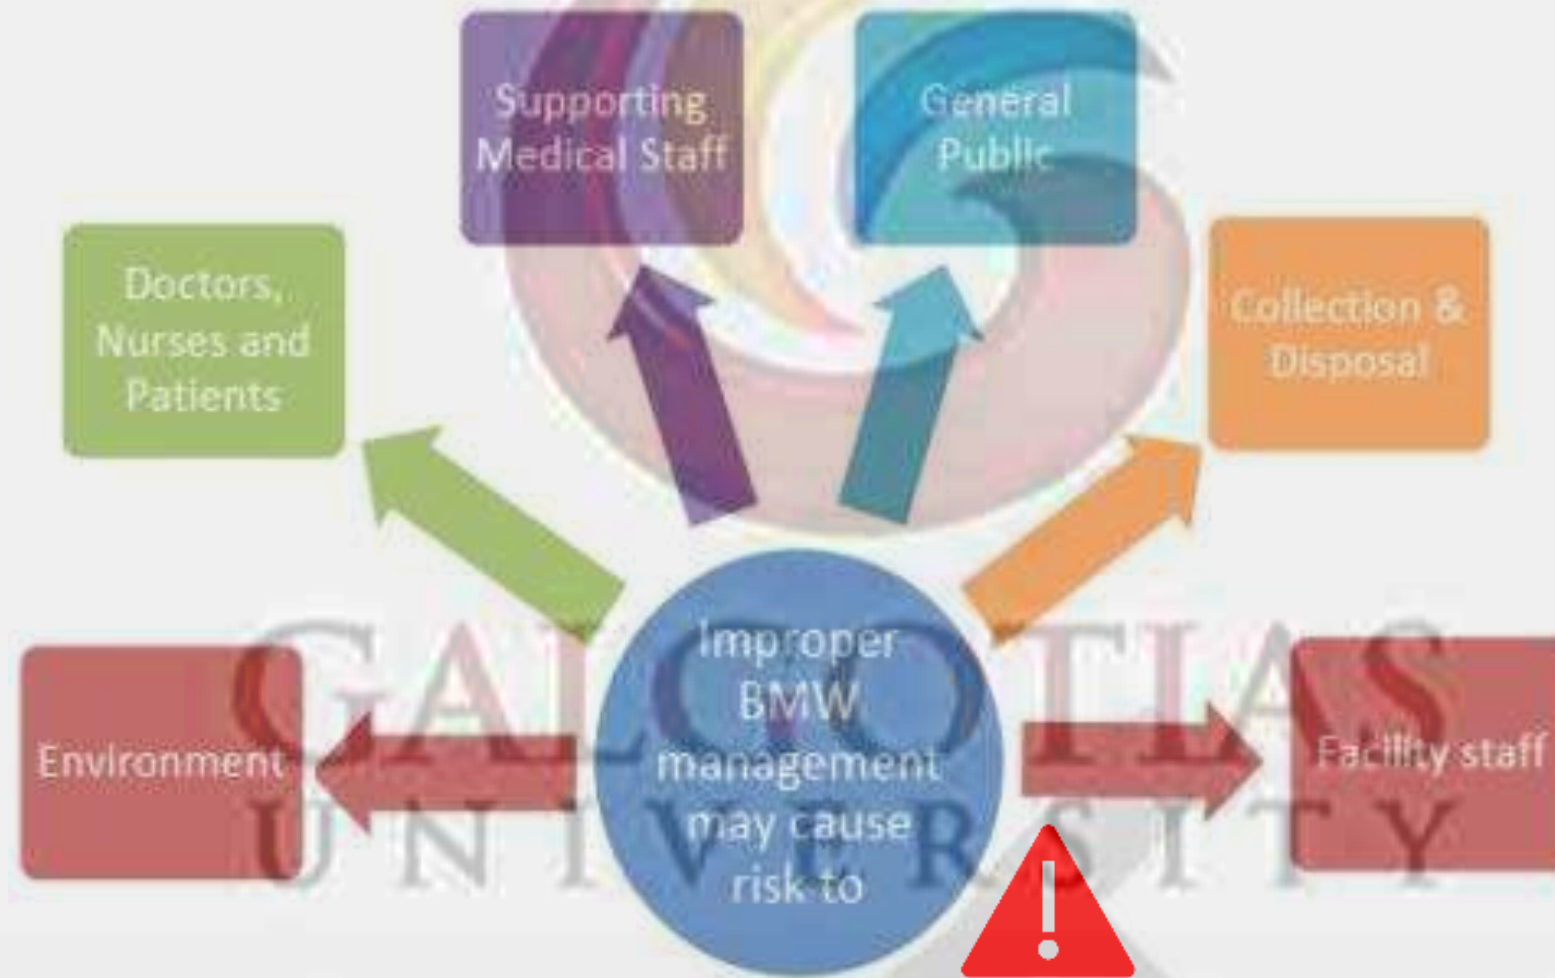 Supporting
Medical Staff
General
Public
Doctors,
Nurses and
Patients
Collection &
Disposal
Improper
BMW
management
may cause
risk to
Environment
Facility staff
GALGOTIAS
UNIVERSITY
!